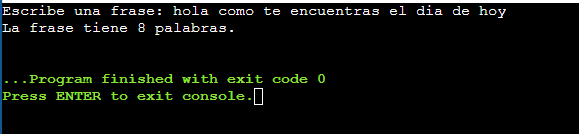 Escribe una frase: hola como te encuentras el dia de hoy
La frase tiene 8 palabras.
...Program finished with exit code 0
Press ENTER to exit console.